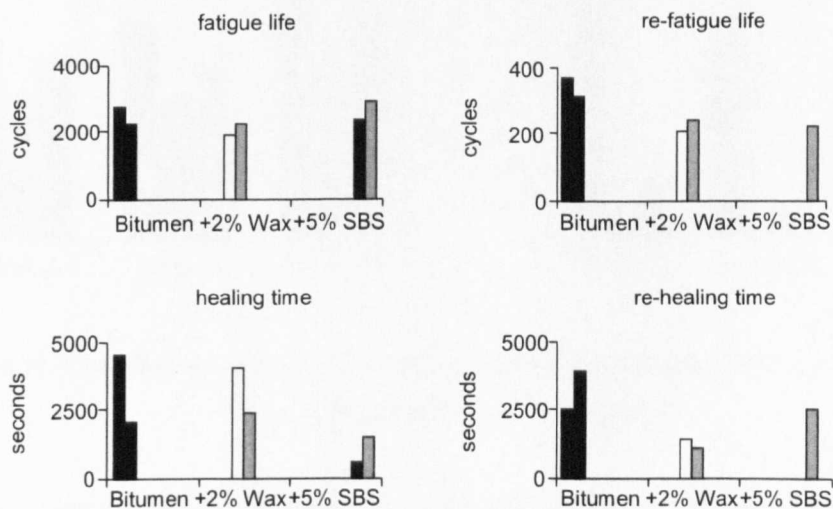 fatigue life
4000
2000
0
cycles
Bitumen +2% Wax+5% SBS
re-fatigue life
400
200
0
cycles
Bitumen +2% Wax+5% SBS
healing time
5000
2500
0
seconds
Bitumen +2% Wax+5% SBS
re-healing time
5000
2500
0
seconds
Bitumen +2% Wax+5% SBS